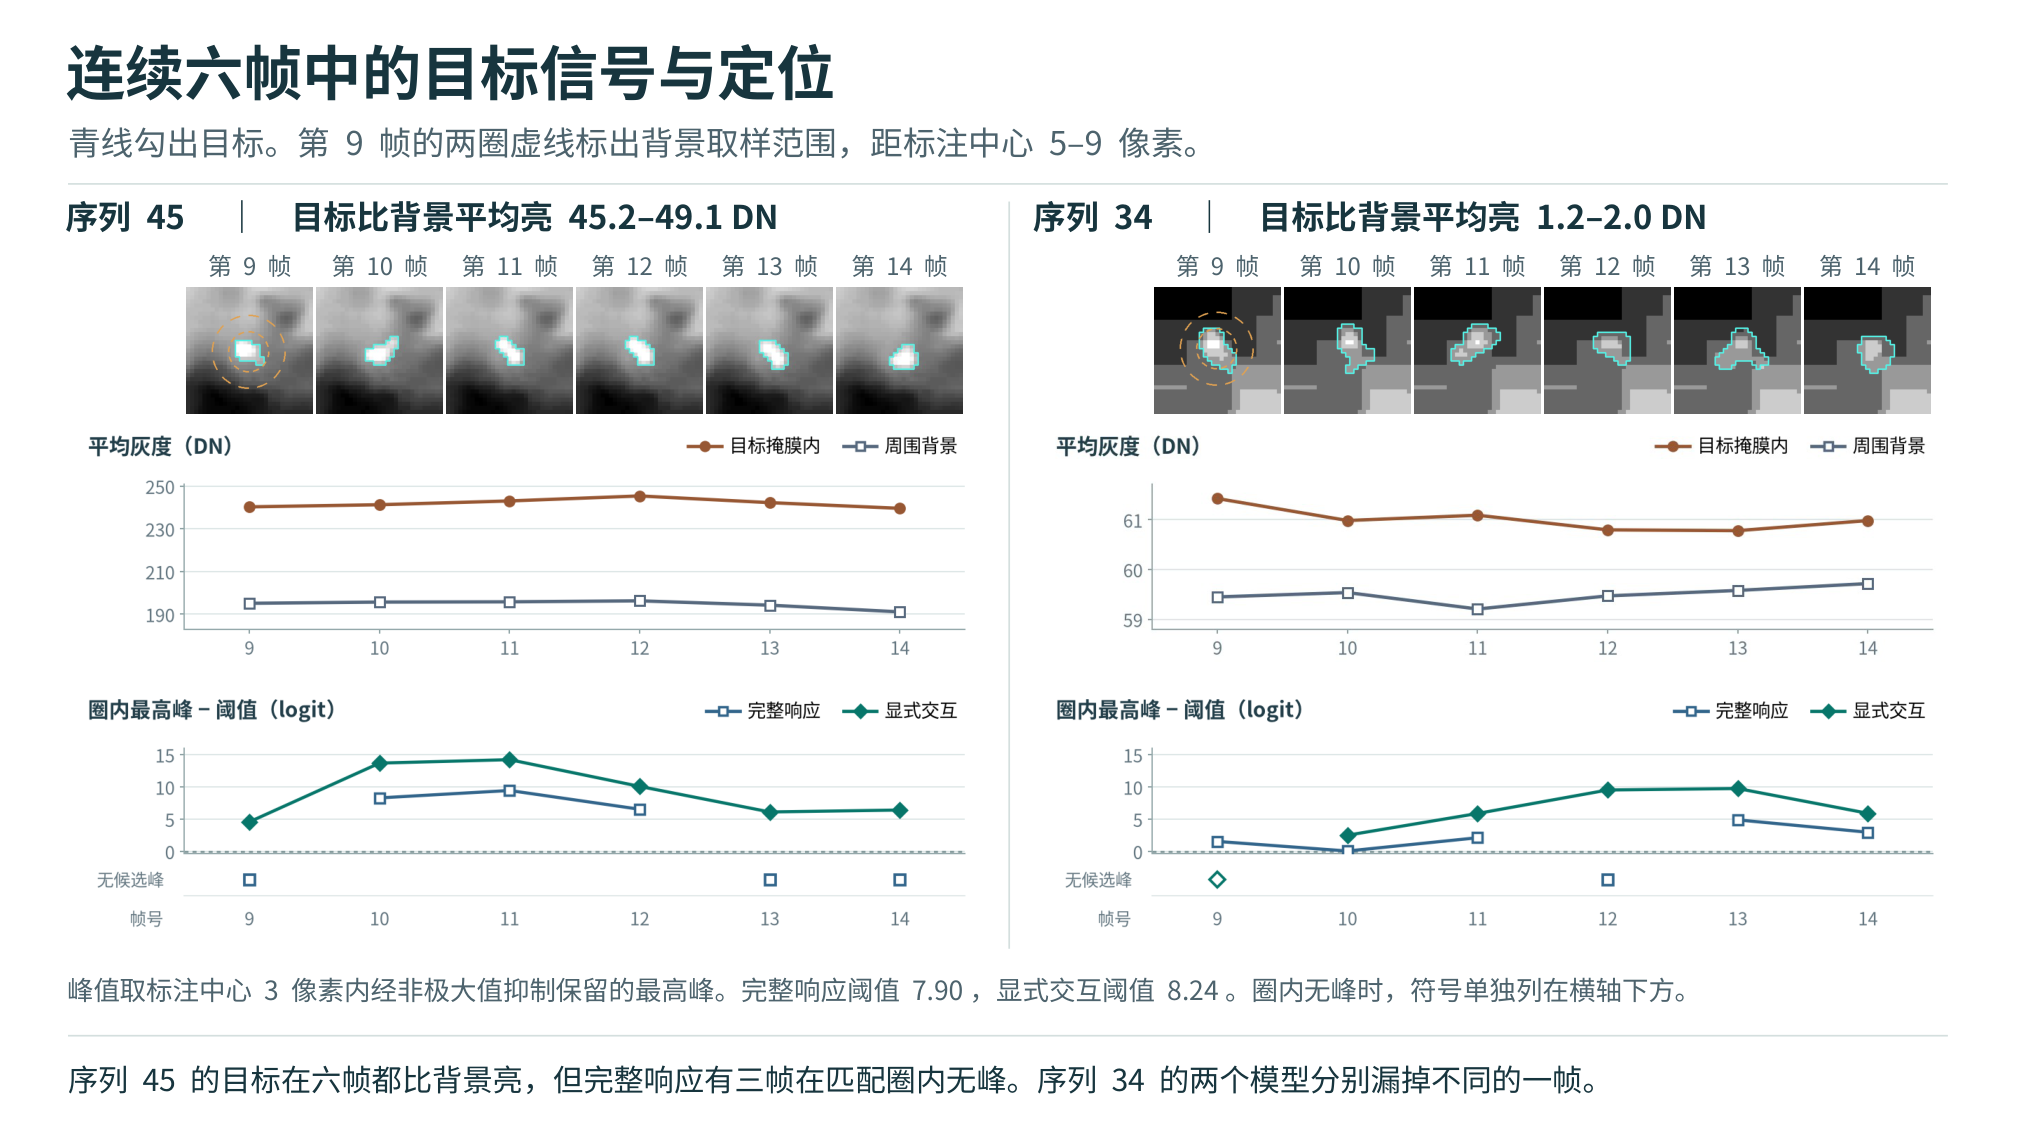 连续六帧中的目标信号与定位
青线勾出目标。第 9 帧的两圈虚线标出背景取样范围，距标注中心 5–9 像素。
序列 45 ｜ 目标比背景平均亮 45.2–49.1 DN
第 9 帧 第 10 帧 第 11 帧 第 12 帧 第 13 帧 第 14 帧
平均灰度（DN） 目标掩膜内 周围背景
250
230
210
190
9 10 11 12 13 14
圈内最高峰 − 阈值（logit） 完整响应 显式交互
15
10
5
0
无候选峰
帧号 9 10 11 12 13 14
序列 34 ｜ 目标比背景平均亮 1.2–2.0 DN
第 9 帧 第 10 帧 第 11 帧 第 12 帧 第 13 帧 第 14 帧
平均灰度（DN） 目标掩膜内 周围背景
61
60
59
9 10 11 12 13 14
圈内最高峰 − 阈值（logit） 完整响应 显式交互
15
10
5
0
无候选峰
帧号 9 10 11 12 13 14
峰值取标注中心 3 像素内经非极大值抑制保留的最高峰。完整响应阈值 7.90，显式交互阈值 8.24。圈内无峰时，符号单独列在横轴下方。
序列 45 的目标在六帧都比背景亮，但完整响应有三帧在匹配圈内无峰。序列 34 的两个模型分别漏掉不同的一帧。